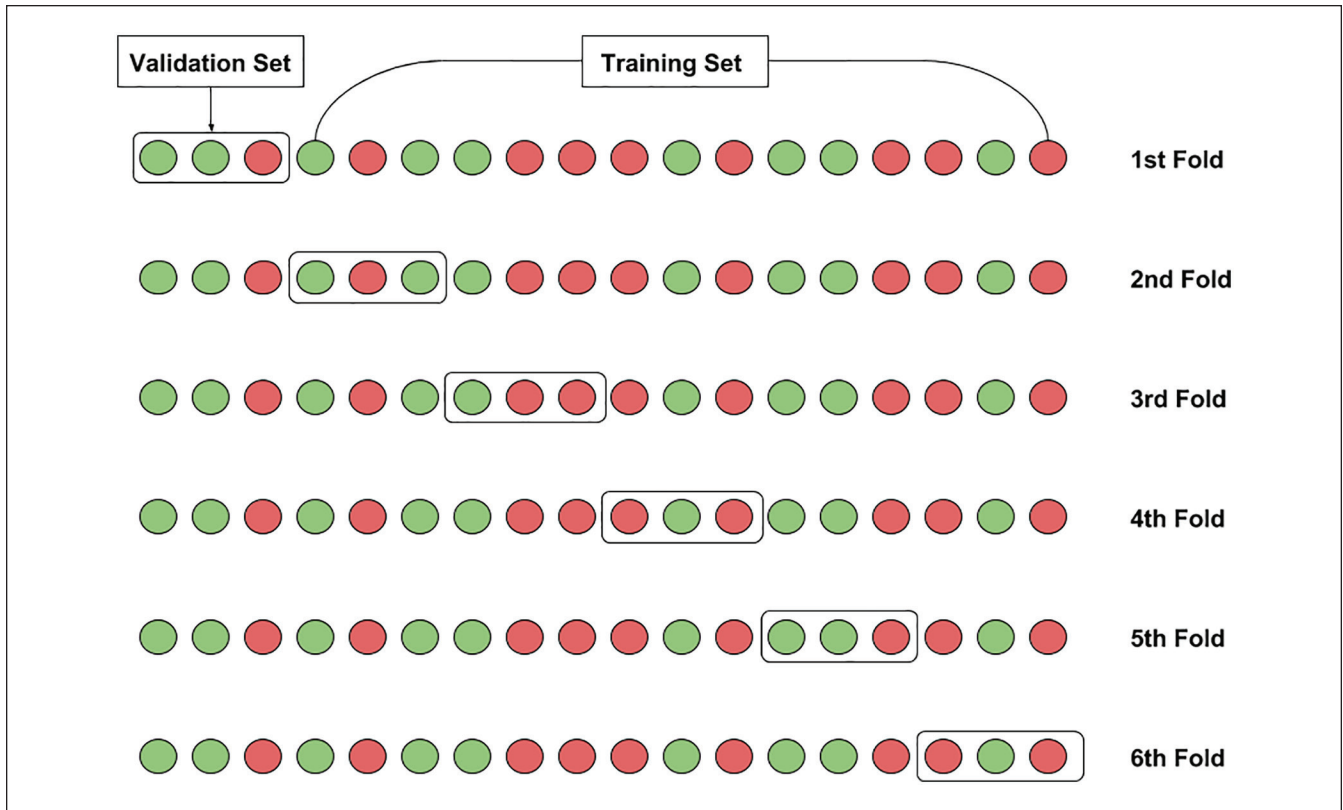 Validation Set
Training Set
1st Fold
2nd Fold
3rd Fold
4th Fold
5th Fold
6th Fold